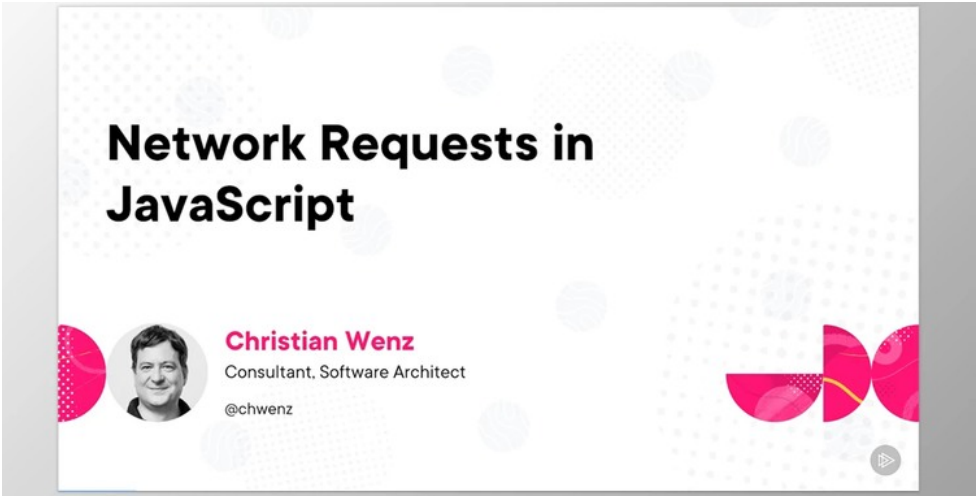 Network Requests in
JavaScript
Christian Wenz
Consultant, Software Architect
@chwenz